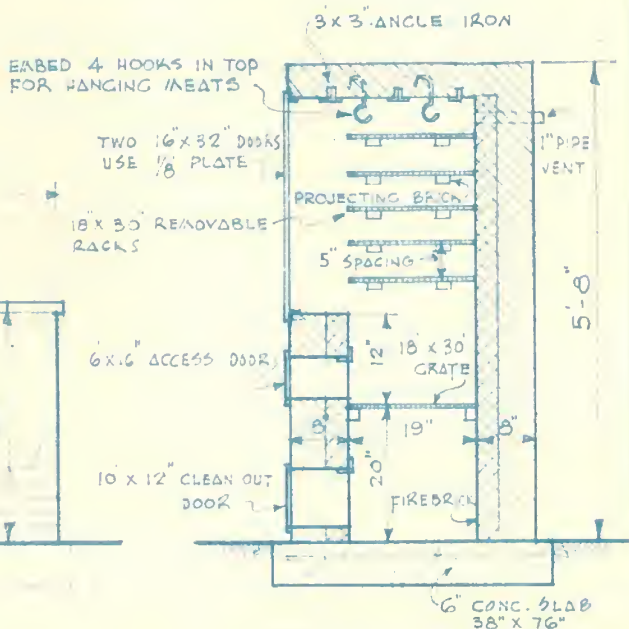 3" X 3" ANGLE IRON
EMBED 4 HOOKS IN TOP
FOR HANGING MEATS
TWO 16" X 32" DOORS
USE 1/8" PLATE
1" PIPE
VENT
PROJECTING BRICK
18" X 30" REMOVABLE
RACKS
5" SPACING
5'-8"
6" X 6" ACCESS DOOR
12"
18" X 30"
GRATE
8"
19"
8"
20"
10" X 12" CLEAN OUT
DOOR
FIREBRICK
6" CONC. SLAB
38" X 76"